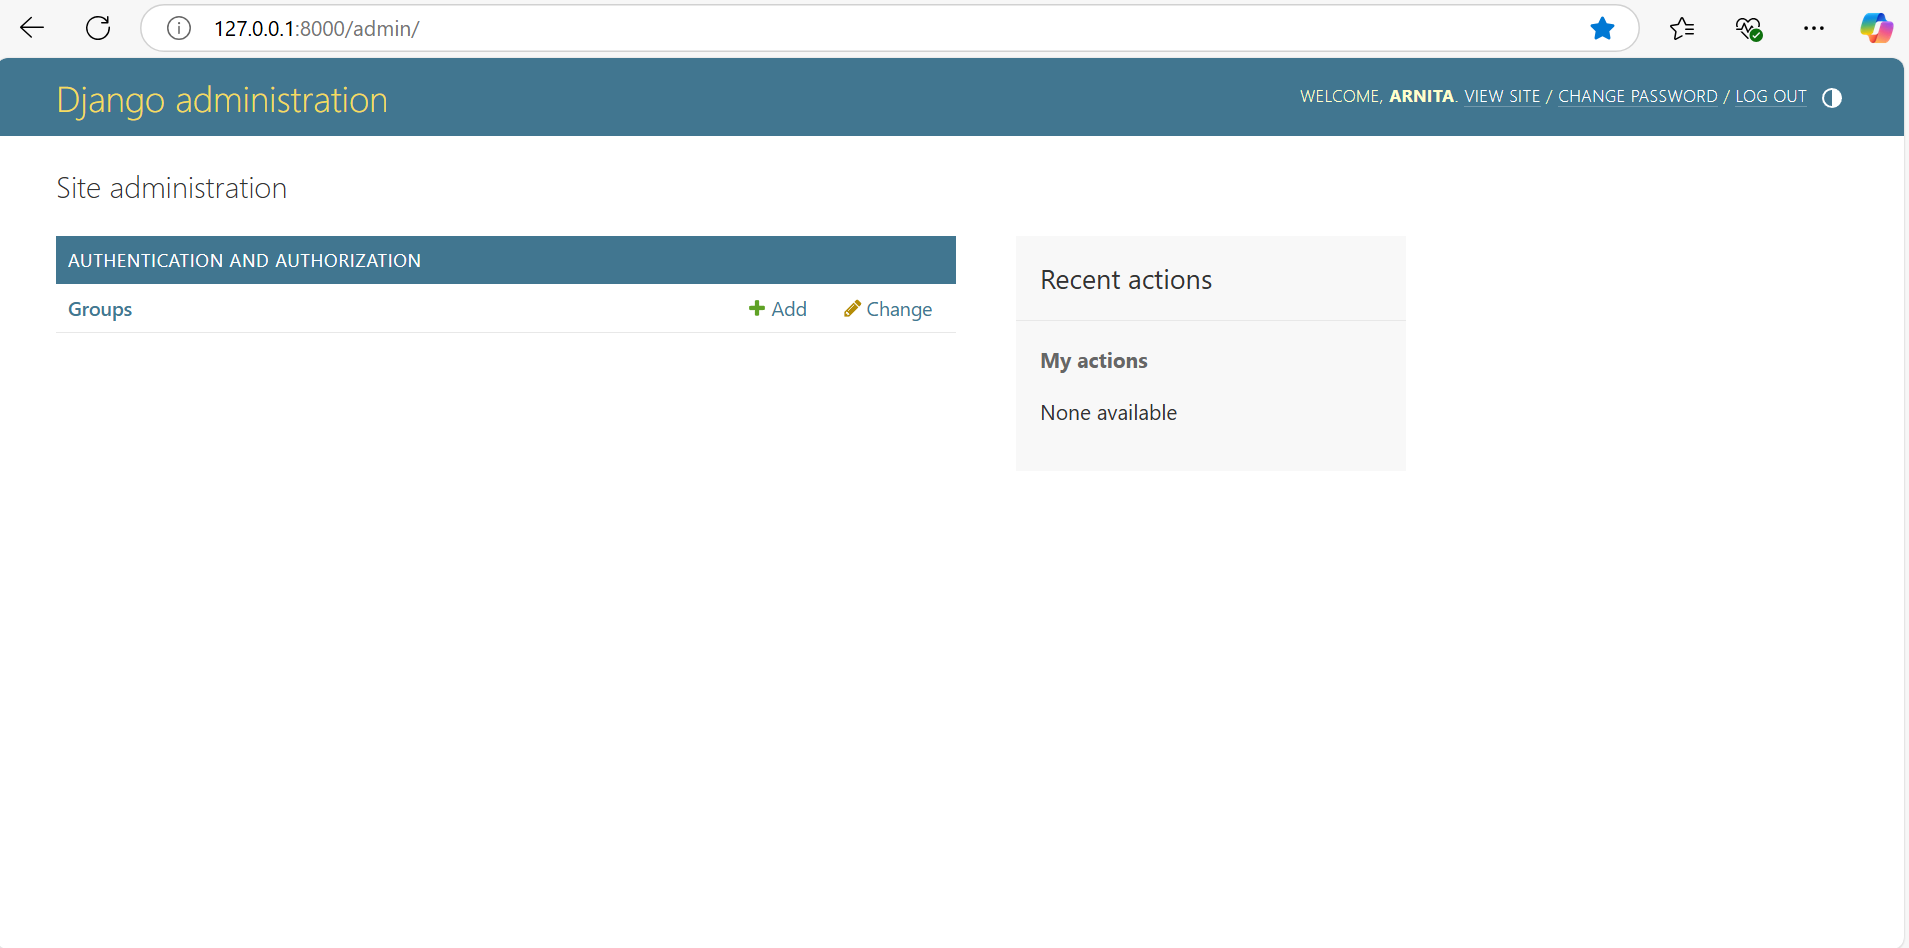 127.0.0.1:8000/admin/
Django administration
WELCOME, ARNITA. VIEW SITE / CHANGE PASSWORD / LOG OUT
Site administration
AUTHENTICATION AND AUTHORIZATION
Groups Add Change
Recent actions
My actions
None available